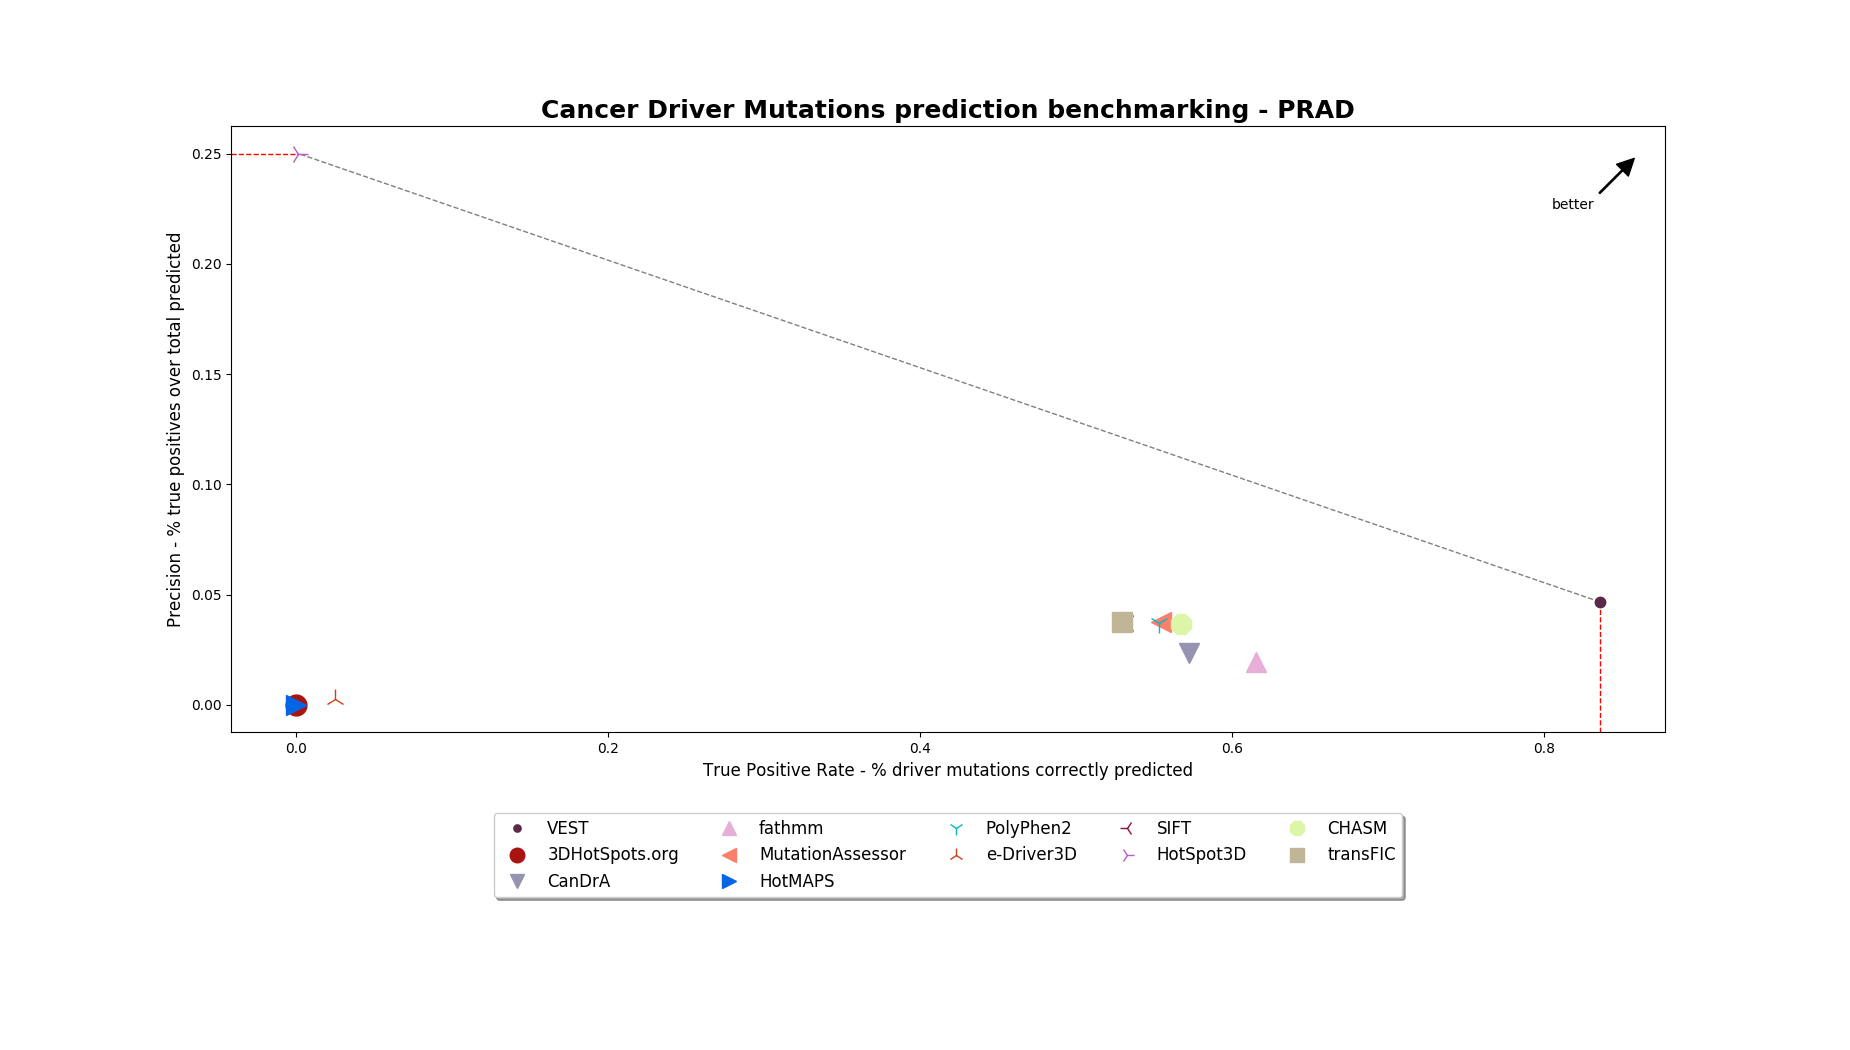 Cancer Driver Mutations prediction benchmarking - PRAD
0.25
0.20
0.15
0.10
0.05
0.00
Precision - % true positives over total predicted
better
0.0 0.2 0.4 0.6 0.8
True Positive Rate - % driver mutations correctly predicted
VEST fathmm PolyPhen2 SIFT CHASM
3DHotSpots.org MutationAssessor e-Driver3D HotSpot3D transFIC
CanDrA HotMAPS